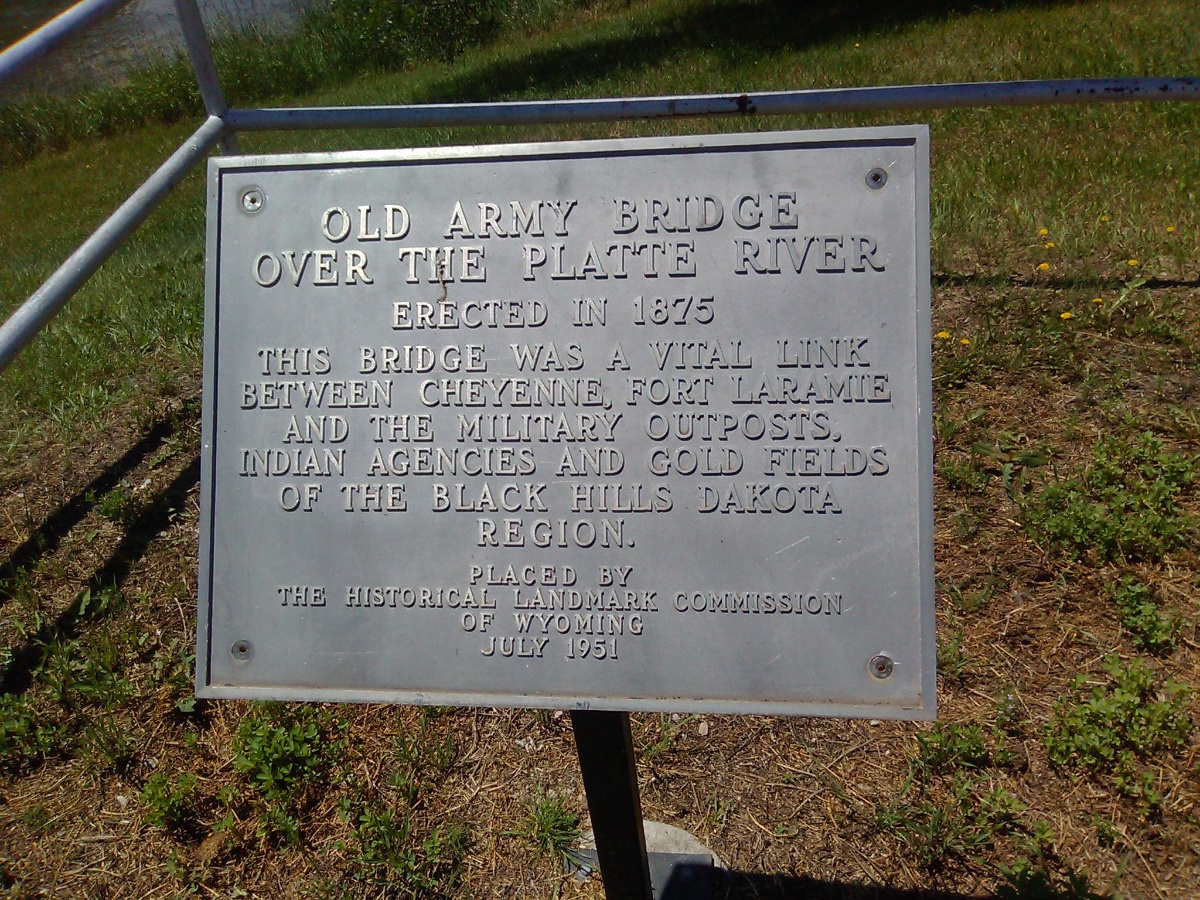 OLD ARMY BRIDGE
OVER THE PLATTE RIVER
ERECTED IN 1875
THIS BRIDGE WAS A VITAL LINK
BETWEEN CHEYENNE, FORT LARAMIE
AND THE MILITARY OUTPOSTS,
INDIAN AGENCIES AND GOLD FIELDS
OF THE BLACK HILLS DAKOTA
REGION.
PLACED BY
THE HISTORICAL LANDMARK COMMISSION
OF WYOMING
JULY 1951